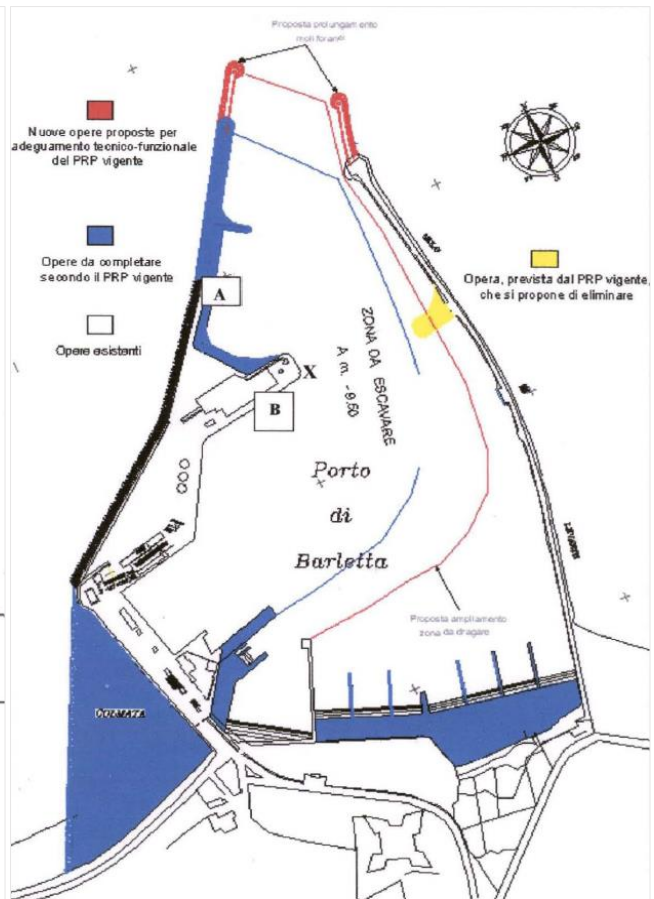 Proposta prolungamento
moli foranei
Nuove opere proposte per
adeguamento tecnico-funzionale
del PRP vigente
Opere da completare
secondo il PRP vigente
Opera, prevista dal PRP vigente,
che si propone di eliminare
Opere esistenti
MOLO
A
X
B
ZONA DA ESCAVARE
A m. -9,50
Porto
di
Barletta
LEVANTE
Proposta ampliamento
zona da dragare
COLMATA